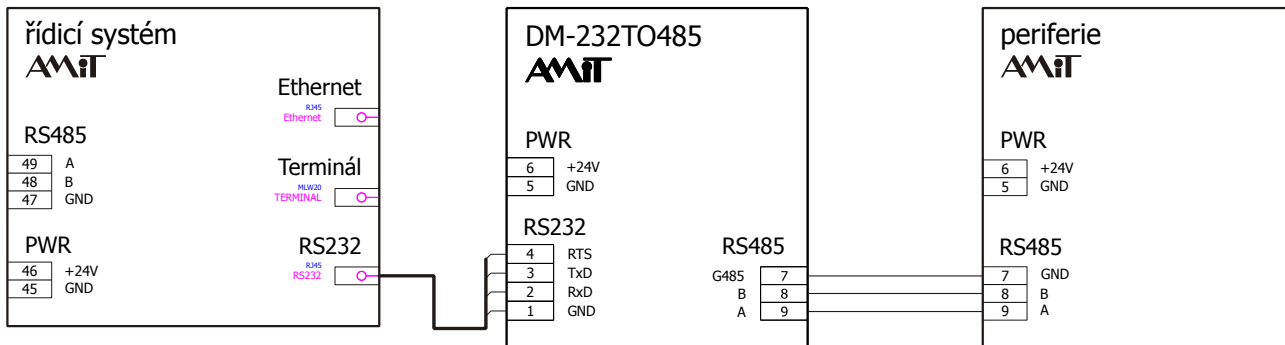 řídicí systém
AMiT
Ethernet
RJ45
Ethernet
RS485
49 A
48 B
47 GND
Terminál
MLW20
TERMINAL
PWR
46 +24V
45 GND
RS232
RJ45
RS232
DM-232TO485
AMiT
PWR
6 +24V
5 GND
RS232
4 RTS
3 TxD
2 RxD
1 GND
RS485
G485 7
B 8
A 9
periferie
AMiT
PWR
6 +24V
5 GND
RS485
7 GND
8 B
9 A